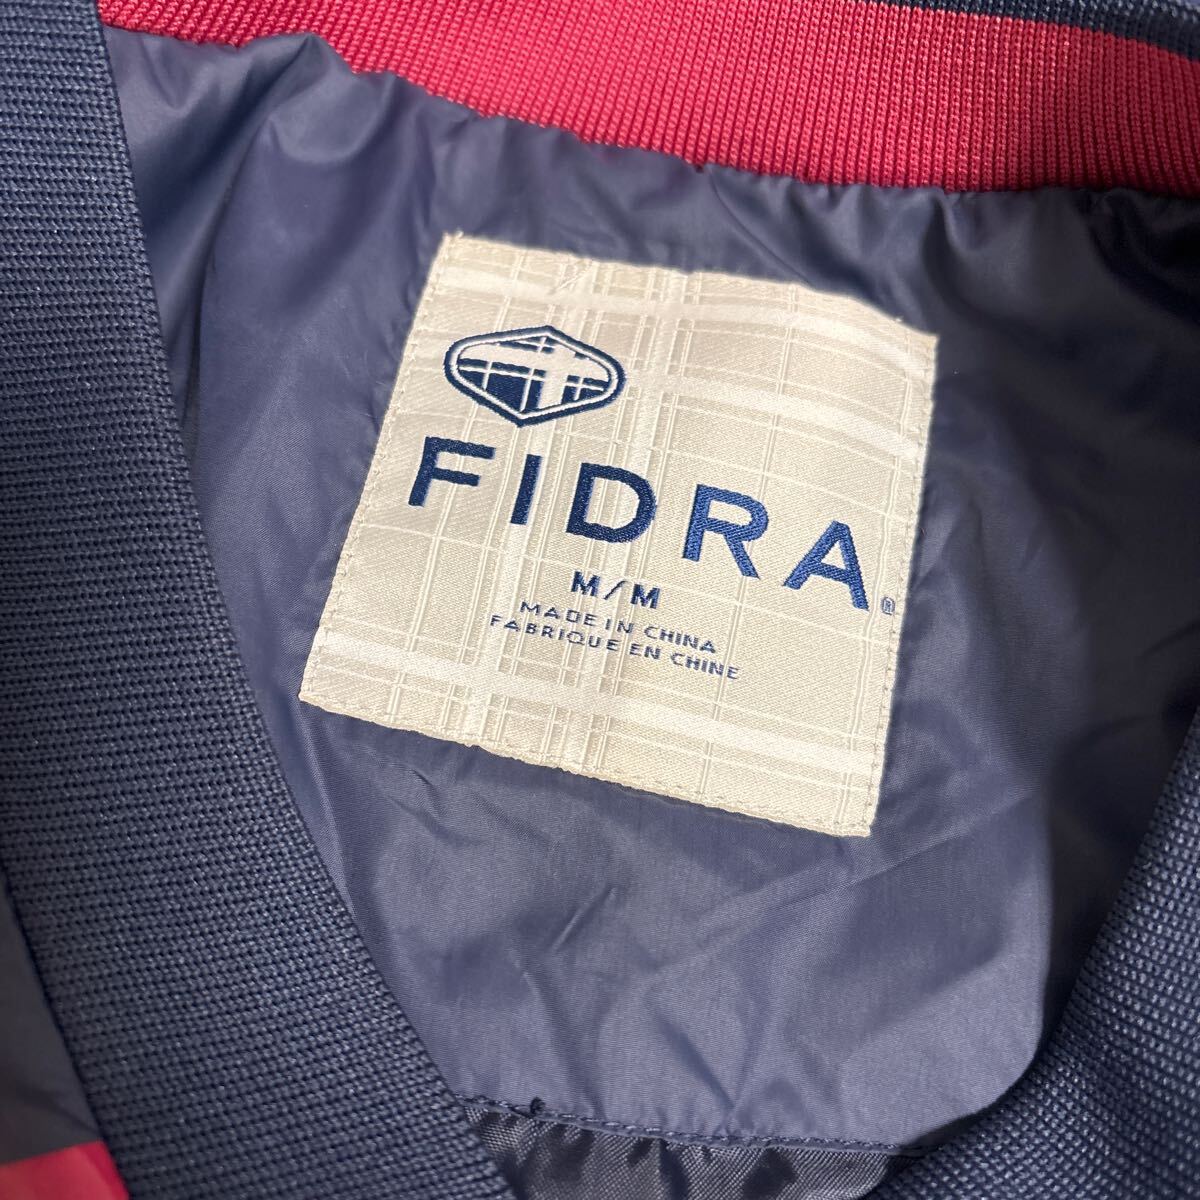 FIDRA®
M/M
MADE IN CHINA
FABRIQUE EN CHINE